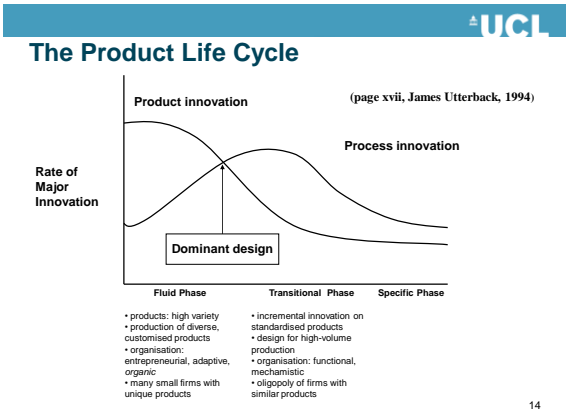 UCL
The Product Life Cycle
Product innovation
(page xvii, James Utterback, 1994)
Process innovation
Rate of
Major
Innovation
Dominant design
Fluid Phase
Transitional Phase
Specific Phase
• products: high variety
• production of diverse,
customised products
• organisation:
entrepreneurial, adaptive,
organic
• many small firms with
unique products
• incremental innovation on
standardised products
• design for high-volume
production
• organisation: functional,
mechamistic
• oligopoly of firms with
similar products
14